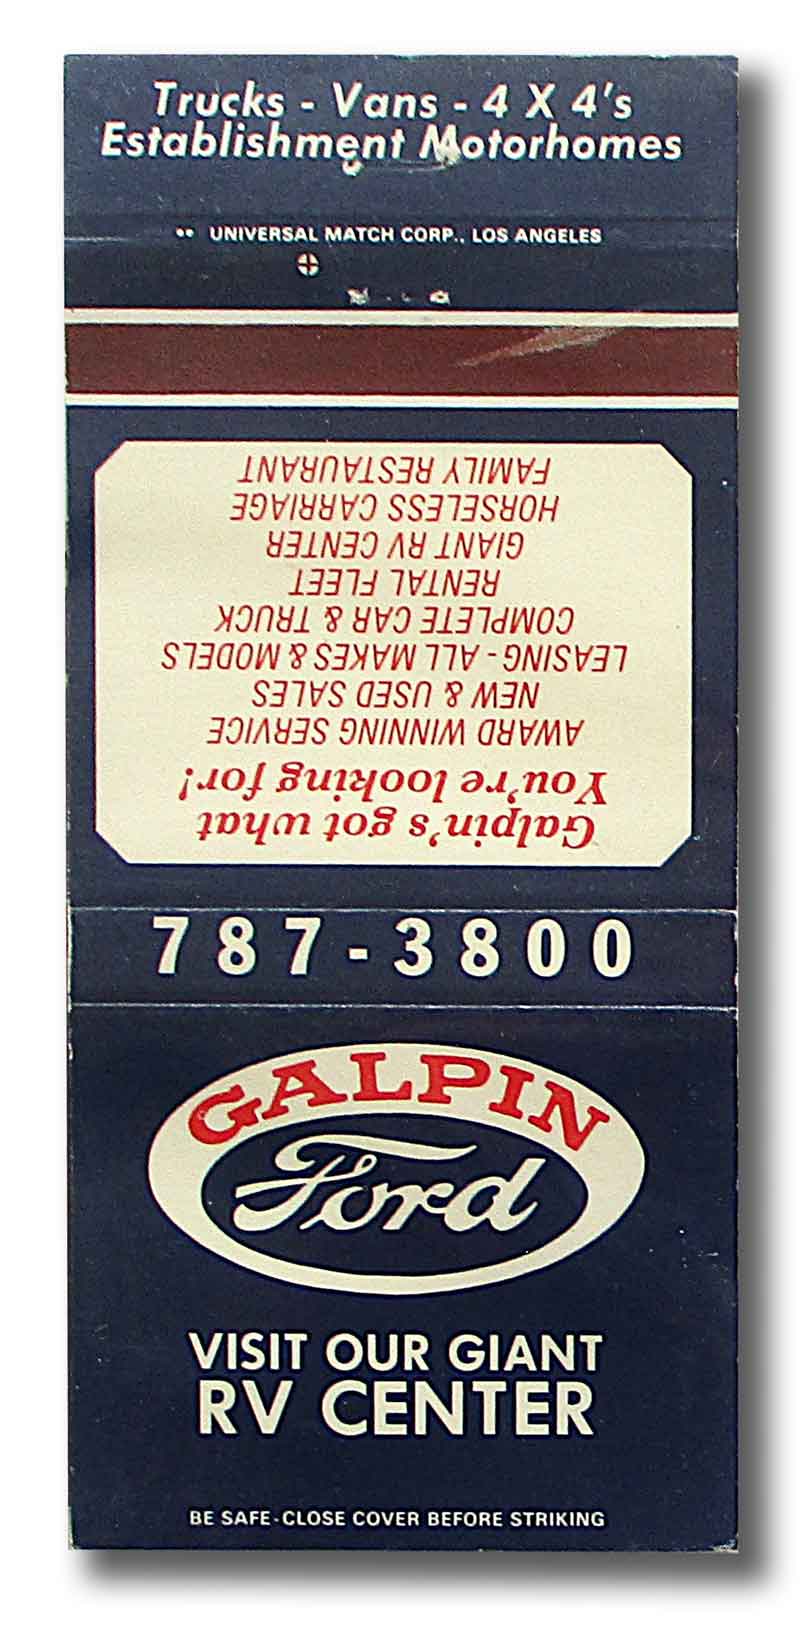 Trucks - Vans - 4 X 4's
Establishment Motorhomes
** UNIVERSAL MATCH CORP., LOS ANGELES
Galpin's got what
You're looking for!
AWARD WINNING SERVICE
NEW & USED SALES
LEASING - ALL MAKES & MODELS
COMPLETE CAR & TRUCK
RENTAL FLEET
GIANT RV CENTER
HORSELESS CARRIAGE
FAMILY RESTAURANT
787-3800
GALPIN
Ford
VISIT OUR GIANT
RV CENTER
BE SAFE-CLOSE COVER BEFORE STRIKING